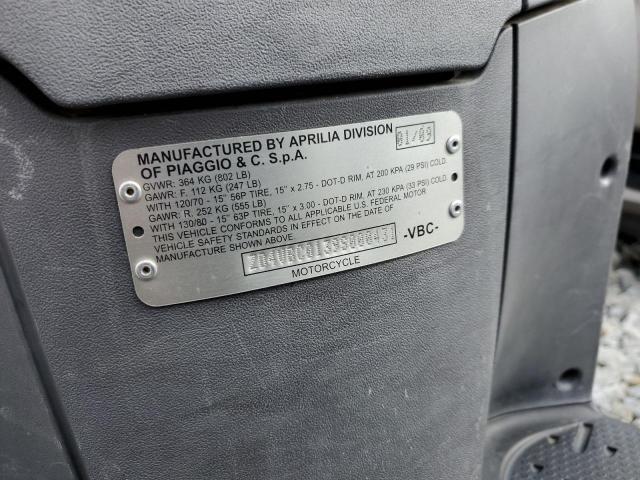 MANUFACTURED BY APRILIA DIVISION
OF PIAGGIO & C. S.p.A.
GVWR: 364 KG (802 LB)
GAWR: F. 112 KG (247 LB)
WITH 120/70 - 15" 56P TIRE, 15" x 2.75 - DOT-D RIM. AT 200 KPA (29 PSI) COLD.
GAWR: R. 252 KG (555 LB)
WITH 130/80 - 15" 63P TIRE, 15" x 3.00 - DOT-D RIM. AT 230 KPA (33 PSI) COLD.
THIS VEHICLE CONFORMS TO ALL APPLICABLE U.S. FEDERAL MOTOR
VEHICLE SAFETY STANDARDS IN EFFECT ON THE DATE OF
MANUFACTURE SHOWN ABOVE.
-VBC-
MOTORCYCLE